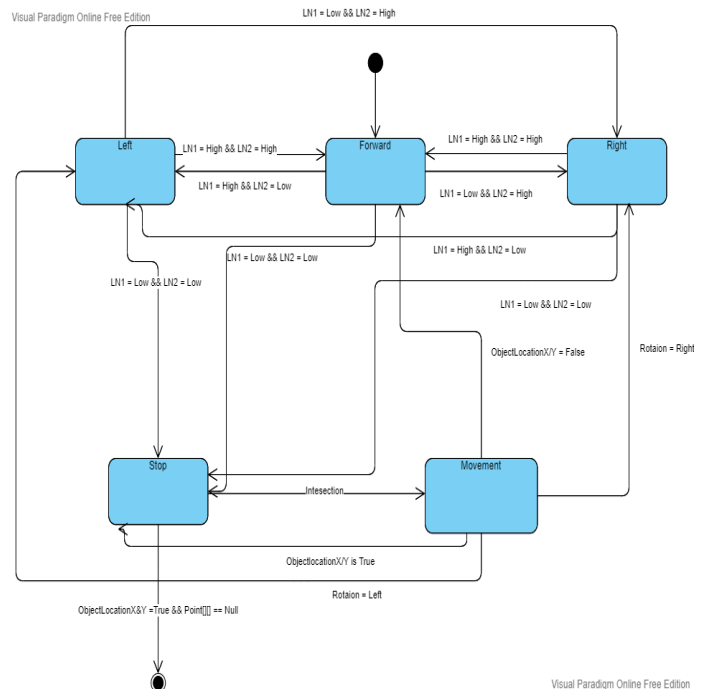 LN1 = Low && LN2 = High
Visual Paradigm Online Free Edition
Left
Forward
Right
LN1 = High && LN2 = High
LN1 = High && LN2 = High
LN1 = High && LN2 = Low
LN1 = Low && LN2 = High
LN1 = High && LN2 = Low
LN1 = Low && LN2 = Low
LN1 = Low && LN2 = Low
LN1 = Low && LN2 = Low
ObjectLocationX/Y = False
Rotaion = Right
Stop
Movement
Intesection
ObjectlocationX/Y is True
Rotaion = Left
ObjectLocationX&Y =True && Point[][] == Null
Visual Paradigm Online Free Edition